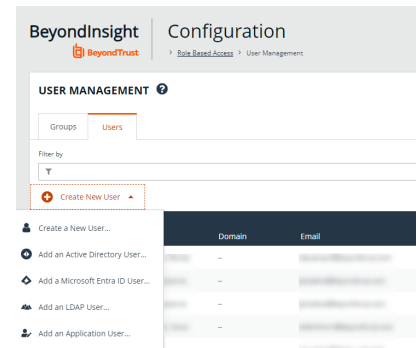 BeyondInsight
BeyondTrust
Configuration
> Role Based Access > User Management
USER MANAGEMENT ?
Groups
Users
Filter by
Create New User
Create a New User...
Add an Active Directory User...
Add a Microsoft Entra ID User...
Add an LDAP User...
Add an Application User...
Domain
Email
--
--
--
--